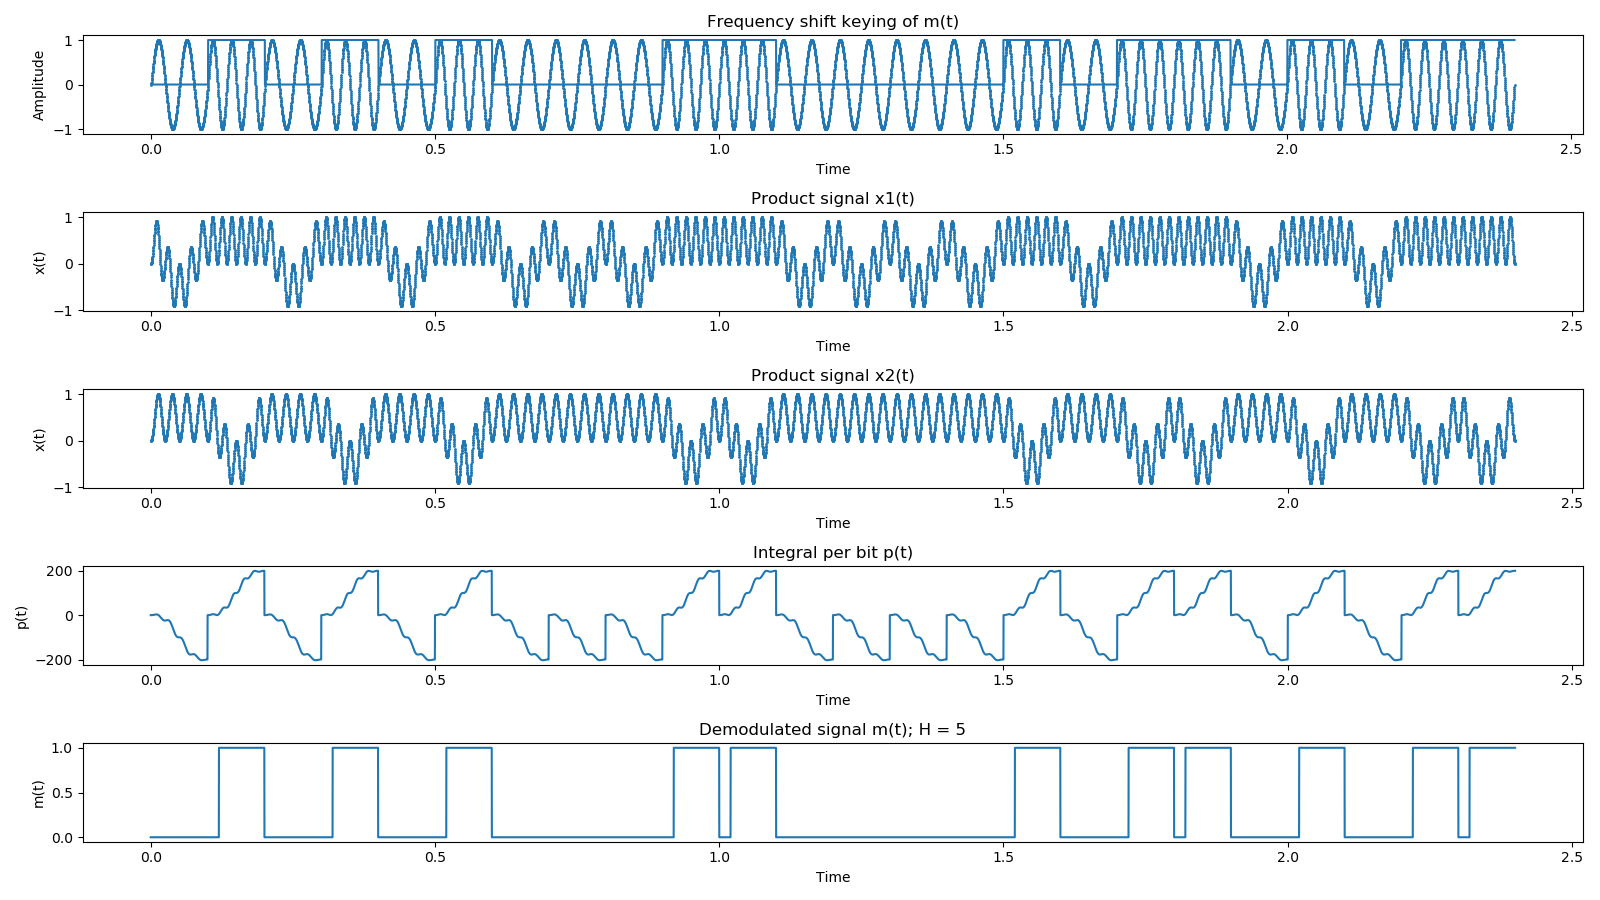 Frequency shift keying of m(t)
Amplitude
1
0
−1
0.0 0.5 1.0 1.5 2.0 2.5
Time
Product signal x1(t)
x(t)
1
0
−1
0.0 0.5 1.0 1.5 2.0 2.5
Time
Product signal x2(t)
x(t)
1
0
−1
0.0 0.5 1.0 1.5 2.0 2.5
Time
Integral per bit p(t)
p(t)
200
0
−200
0.0 0.5 1.0 1.5 2.0 2.5
Time
Demodulated signal m(t); H = 5
m(t)
1.0
0.5
0.0
0.0 0.5 1.0 1.5 2.0 2.5
Time